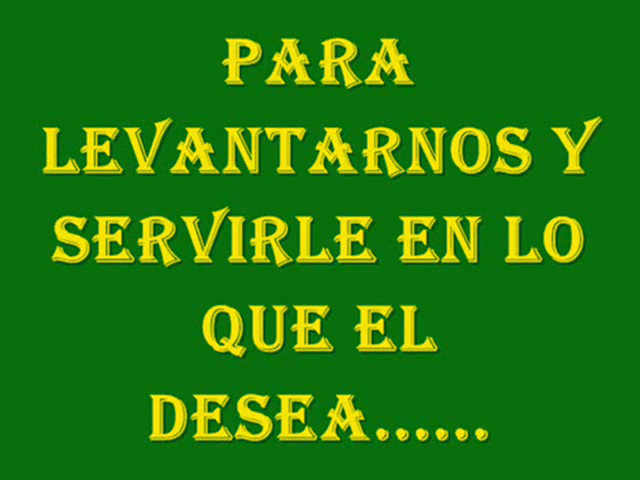 PARA
LEVANTARNOS Y
SERVIRLE EN LO
QUE EL
DESEA......